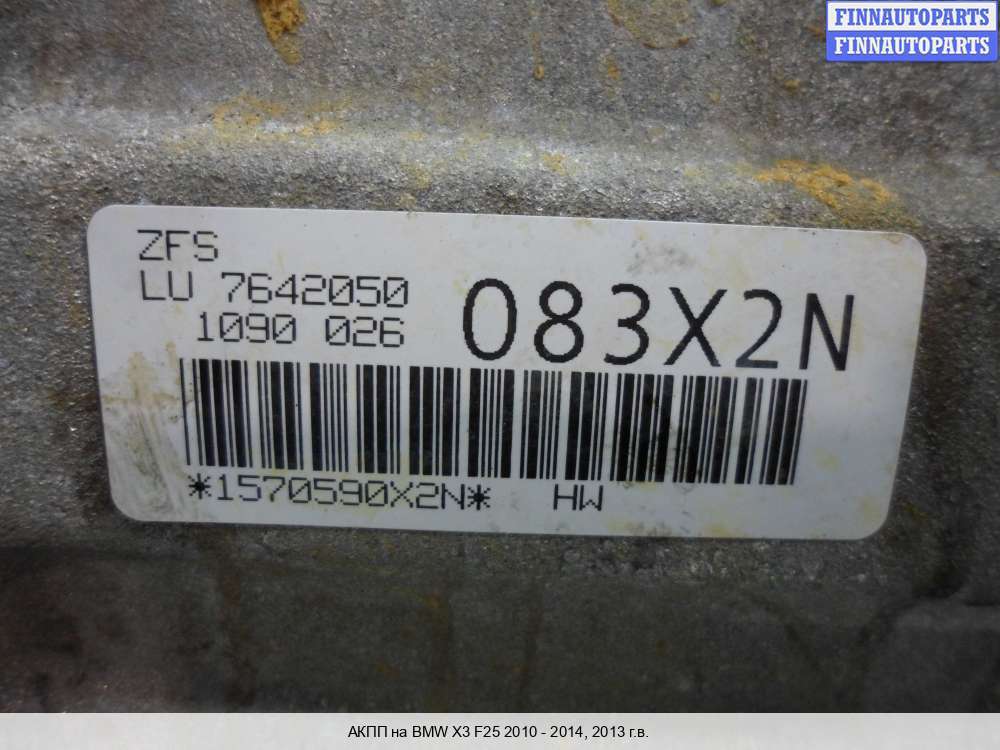 FINNAUTOPARTS
FINNAUTOPARTS
ZFS
LU 7642050
1090 026
083X2N
*1570590X2N* HW
АКПП на BMW X3 F25 2010 - 2014, 2013 г.в.